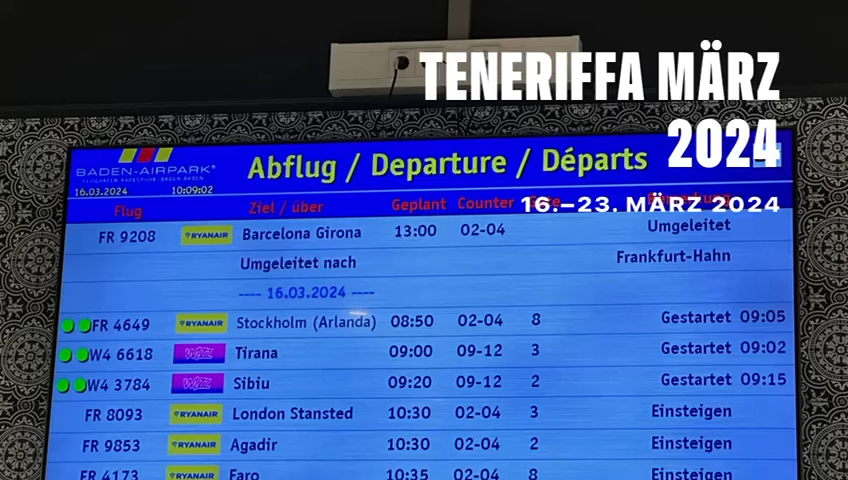 TENERIFFA MÄRZ
2024
16.–23. MÄRZ 2024
BADEN-AIRPARK
Abflug / Departure / Départs
16.03.2024 10:09:02
Flug Ziel / über Geplant Counter
FR 9208 RYANAIR Barcelona Girona 13:00 02-04 Umgeleitet
Umgeleitet nach Frankfurt-Hahn
---- 16.03.2024 ----
FR 4649 RYANAIR Stockholm (Arlanda) 08:50 02-04 8 Gestartet 09:05
W4 6618 WIZZ Tirana 09:00 09-12 3 Gestartet 09:02
W4 3784 WIZZ Sibiu 09:20 09-12 2 Gestartet 09:15
FR 8093 RYANAIR London Stansted 10:30 02-04 3 Einsteigen
FR 9853 RYANAIR Agadir 10:30 02-04 2 Einsteigen
FR 4173 RYANAIR Faro 10:35 02-04 8 Einsteigen